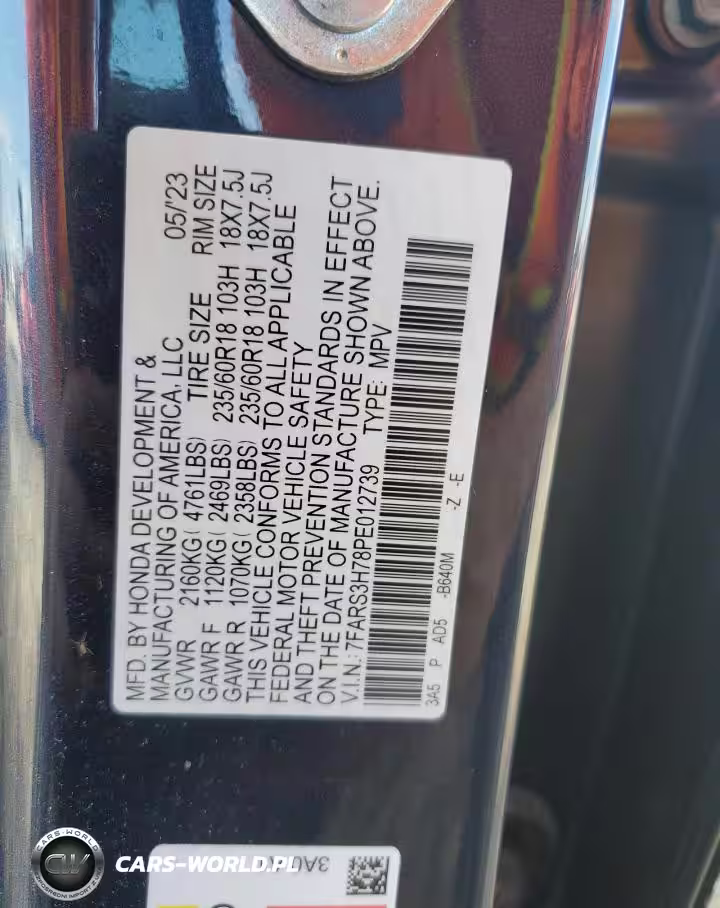 MFD. BY HONDA DEVELOPMENT & 05/'23
MANUFACTURING OF AMERICA, LLC
GVWR 2160KG( 4761LBS) TIRE SIZE RIM SIZE
GAWR F 1120KG( 2469LBS) 235/60R18 103H 18X7.5J
GAWR R 1070KG( 2358LBS) 235/60R18 103H 18X7.5J
THIS VEHICLE CONFORMS TO ALL APPLICABLE
FEDERAL MOTOR VEHICLE SAFETY
AND THEFT PREVENTION STANDARDS IN EFFECT
ON THE DATE OF MANUFACTURE SHOWN ABOVE.
V.I.N.: 7FARS3H78PE012739 TYPE: MPV
3A5 P AD5 -B640M -Z -E
CARS-WORLD
CW
CARS-WORLD.PL